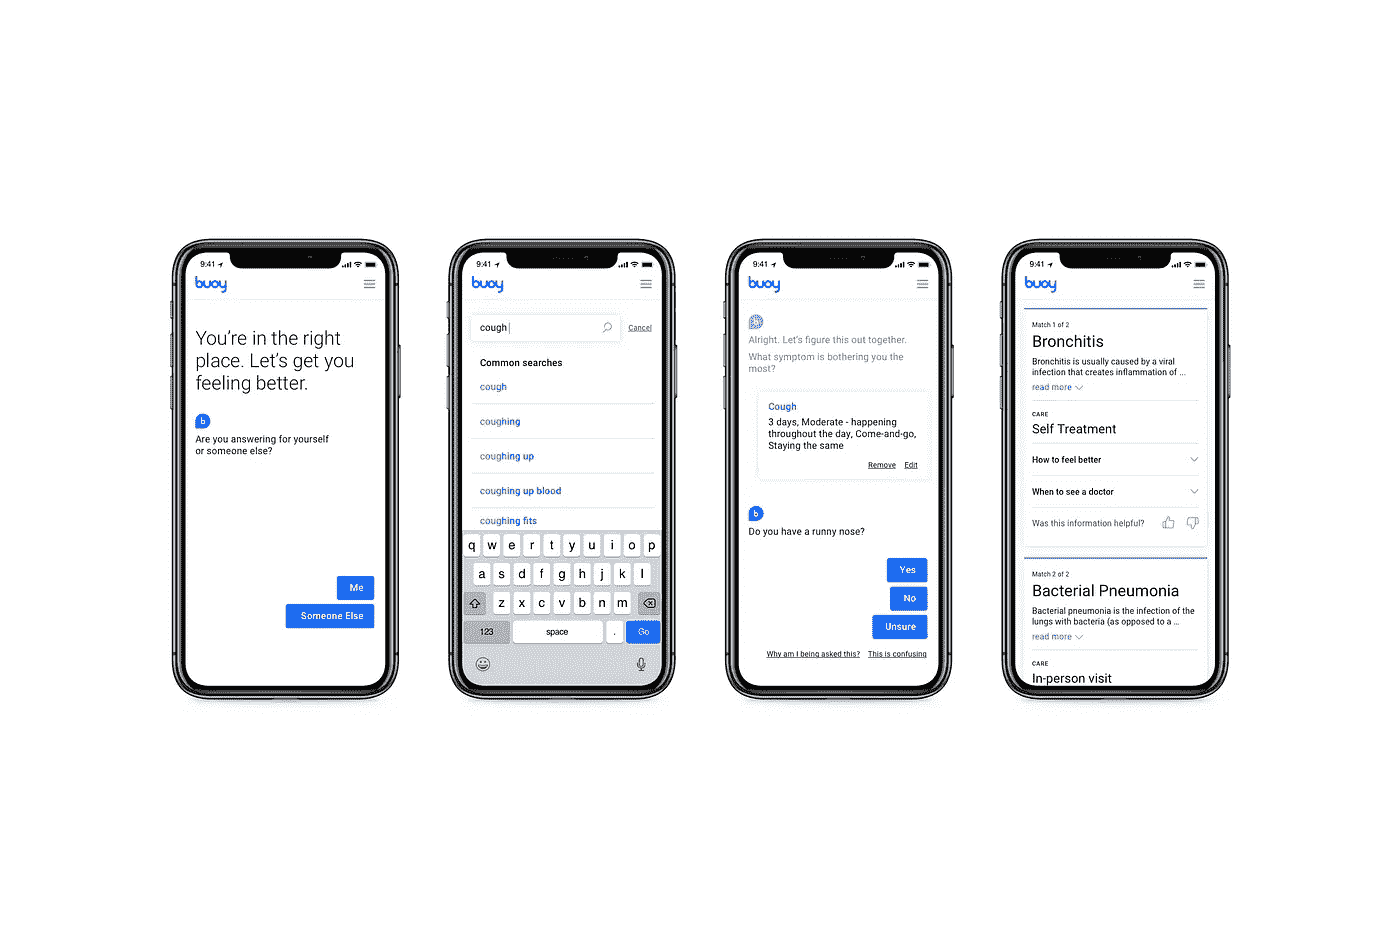 9:41
buoy
You're in the right
place. Let's get you
feeling better.
b
Are you answering for yourself
or someone else?
Me
Someone Else
9:41
buoy
cough
Cancel
Common searches
cough
coughing
coughing up
coughing up blood
coughing fits
q w e r t y u i o p
a s d f g h j k l
z x c v b n m
123 space . Go
9:41
buoy
b
Alright. Let's figure this out together.
What symptom is bothering you the
most?
Cough
3 days, Moderate - happening
throughout the day, Come-and-go,
Staying the same
Remove Edit
b
Do you have a runny nose?
Yes
No
Unsure
Why am I being asked this? This is confusing
9:41
buoy
Match 1 of 2
Bronchitis
Bronchitis is usually caused by a viral
infection that creates inflammation of ...
read more
CARE
Self Treatment
How to feel better
When to see a doctor
Was this information helpful?
Match 2 of 2
Bacterial Pneumonia
Bacterial pneumonia is the infection of the
lungs with bacteria (as opposed to a ...
read more
CARE
In-person visit